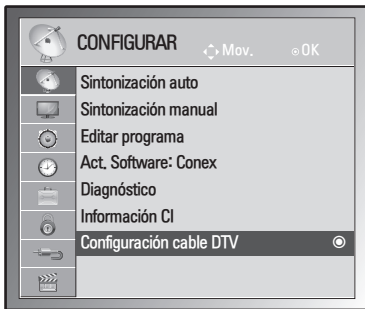 CONFIGURAR Mov. OK
Sintonización auto
Sintonización manual
Editar programa
Act. Software: Conex
Diagnóstico
Información CI
Configuración cable DTV